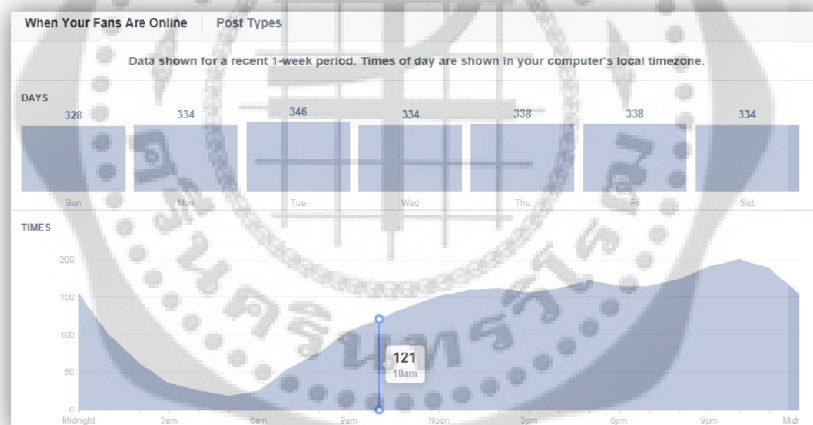 When Your Fans Are Online Post Types
Data shown for a recent 1-week period. Times of day are shown in your computer's local timezone.
DAYS
328 334 346 334 338 338 334
Sun Mon Tue Wed Thu Fri Sat
TIMES
200
150
100
50
0
121
10am
Midnight 3am 6am 9am Noon 3pm 6pm 9pm Midn